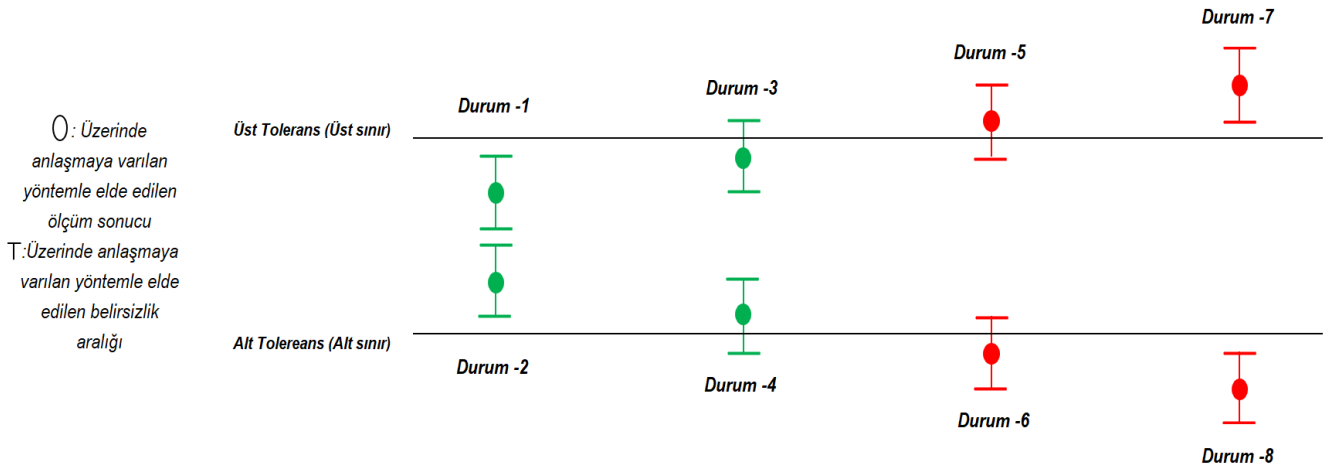 O: Üzerinde
anlaşmaya varılan
yöntemle elde edilen
ölçüm sonucu
T:Üzerinde anlaşmaya
varılan yöntemle elde
edilen belirsizlik
aralığı
Üst Tolerans (Üst sınır)
Alt Tolereans (Alt sınır)
Durum -1
Durum -2
Durum -3
Durum -4
Durum -5
Durum -6
Durum -7
Durum -8